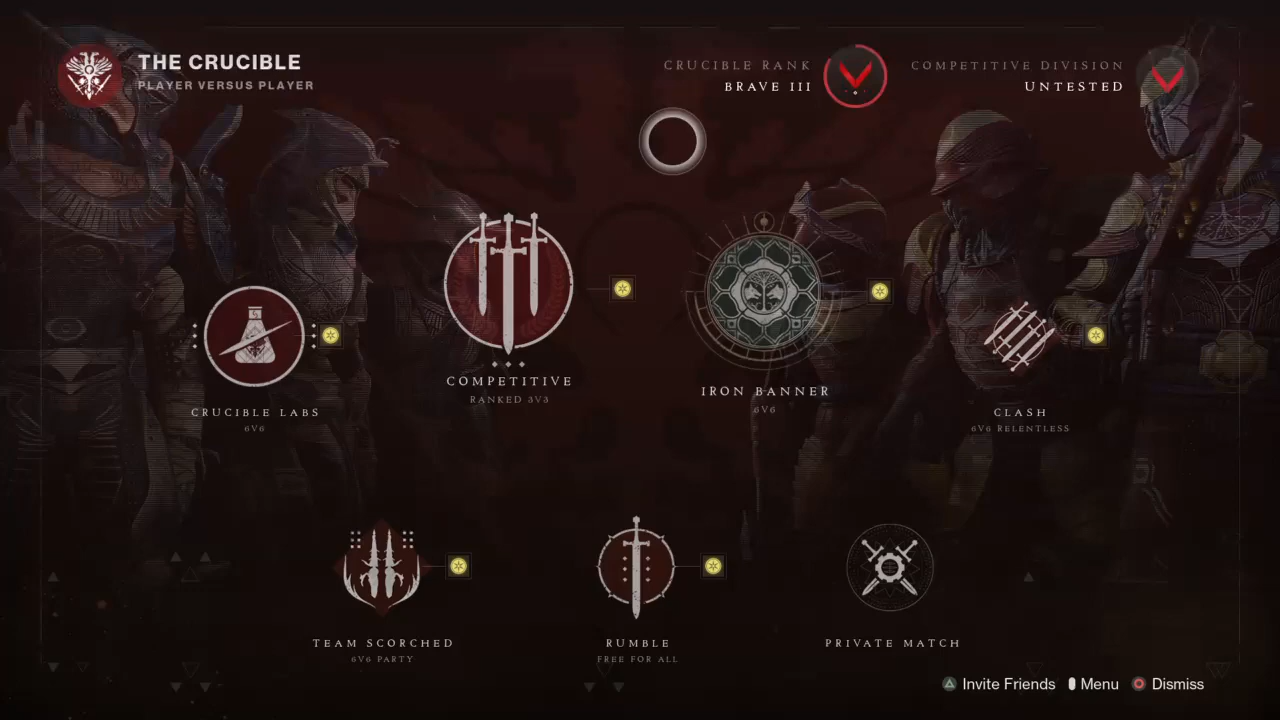 THE CRUCIBLE
PLAYER VERSUS PLAYER
CRUCIBLE RANK
BRAVE III
COMPETITIVE DIVISION
UNTESTED
COMPETITIVE
RANKED 3V3
IRON BANNER
6V6
CRUCIBLE LABS
6V6
CLASH
6V6 RELENTLESS
TEAM SCORCHED
6V6 PARTY
RUMBLE
FREE FOR ALL
PRIVATE MATCH
Invite Friends
Menu
Dismiss